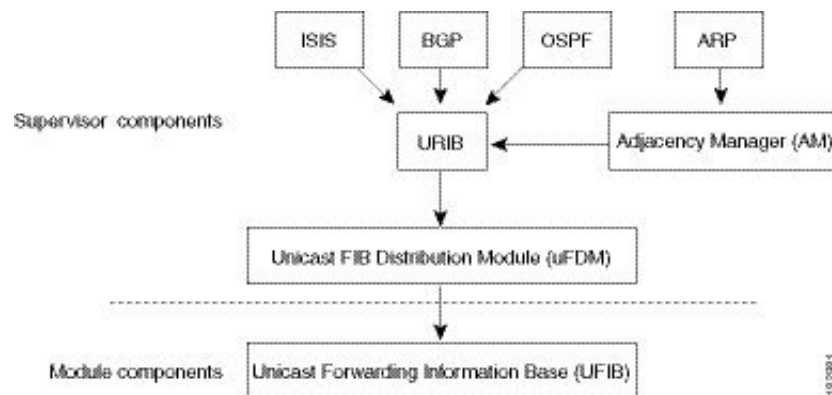 ISIS BGP OSPF ARP
Supervisor components
URIB Adjacency Manager (AM)
Unicast FIB Distribution Module (uFDM)
Module components Unicast Forwarding Information Base (UFIB)